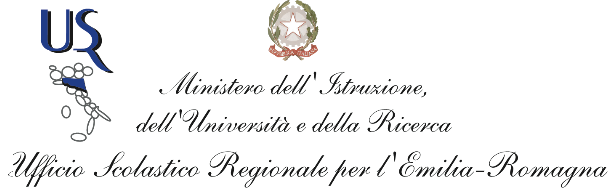 USR
Ministero dell'Istruzione,
dell'Università e della Ricerca
Ufficio Scolastico Regionale per l'Emilia-Romagna